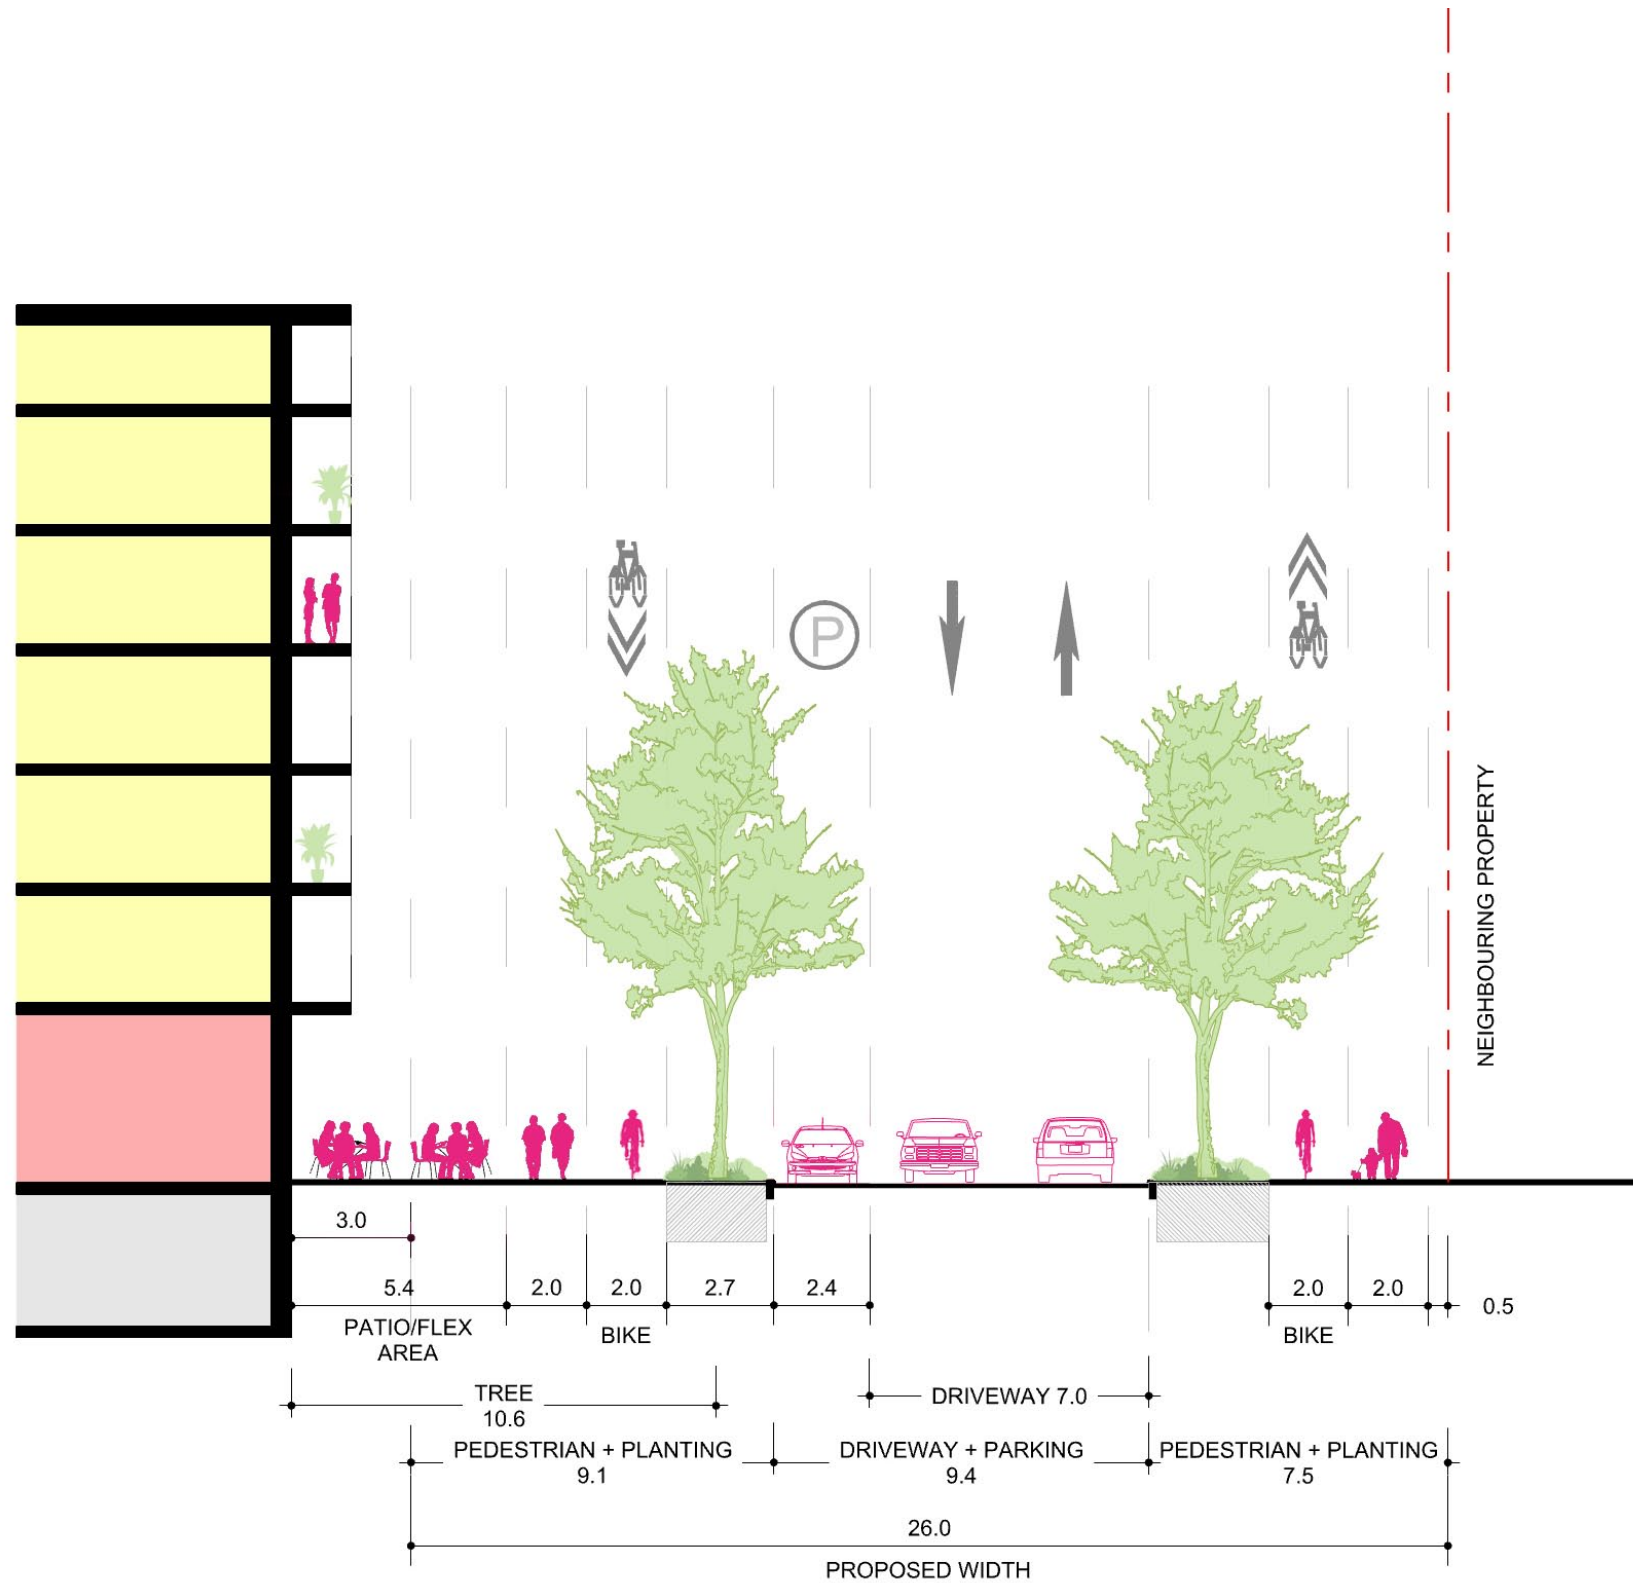 P
NEIGHBOURING PROPERTY
3.0
5.4
2.0
2.0
2.7
2.4
2.0
2.0
0.5
PATIO/FLEX
AREA
BIKE
BIKE
TREE
10.6
DRIVEWAY 7.0
PEDESTRIAN + PLANTING
9.1
DRIVEWAY + PARKING
9.4
PEDESTRIAN + PLANTING
7.5
26.0
PROPOSED WIDTH